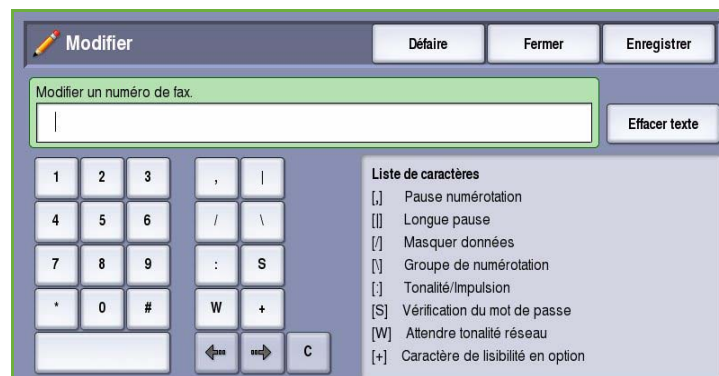 Modifier
Défaire
Fermer
Enregistrer
Modifier un numéro de fax.
Effacer texte
1 2 3 , |
4 5 6 / \
7 8 9 : S
* 0 # W +
C
Liste de caractères
[,] Pause numérotation
[|] Longue pause
[/] Masquer données
[\] Groupe de numérotation
[:] Tonalité/Impulsion
[S] Vérification du mot de passe
[W] Attendre tonalité réseau
[+] Caractère de lisibilité en option